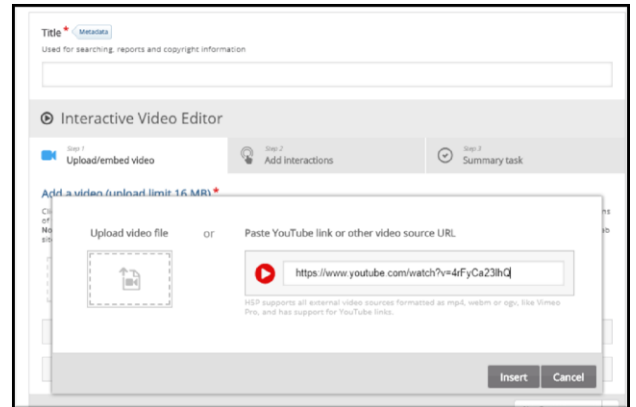 Title * Metadata
Used for searching, reports and copyright information
Interactive Video Editor
Step 1
Upload/embed video
Step 2
Add interactions
Step 3
Summary task
Add a video (upload limit 16 MB) *
Upload video file
or
Paste YouTube link or other video source URL
https://www.youtube.com/watch?v=4rFyCa23lhQ
H5P supports all external video sources formatted as mp4, webm or ogv, like Vimeo
Pro, and has support for YouTube links.
Insert
Cancel